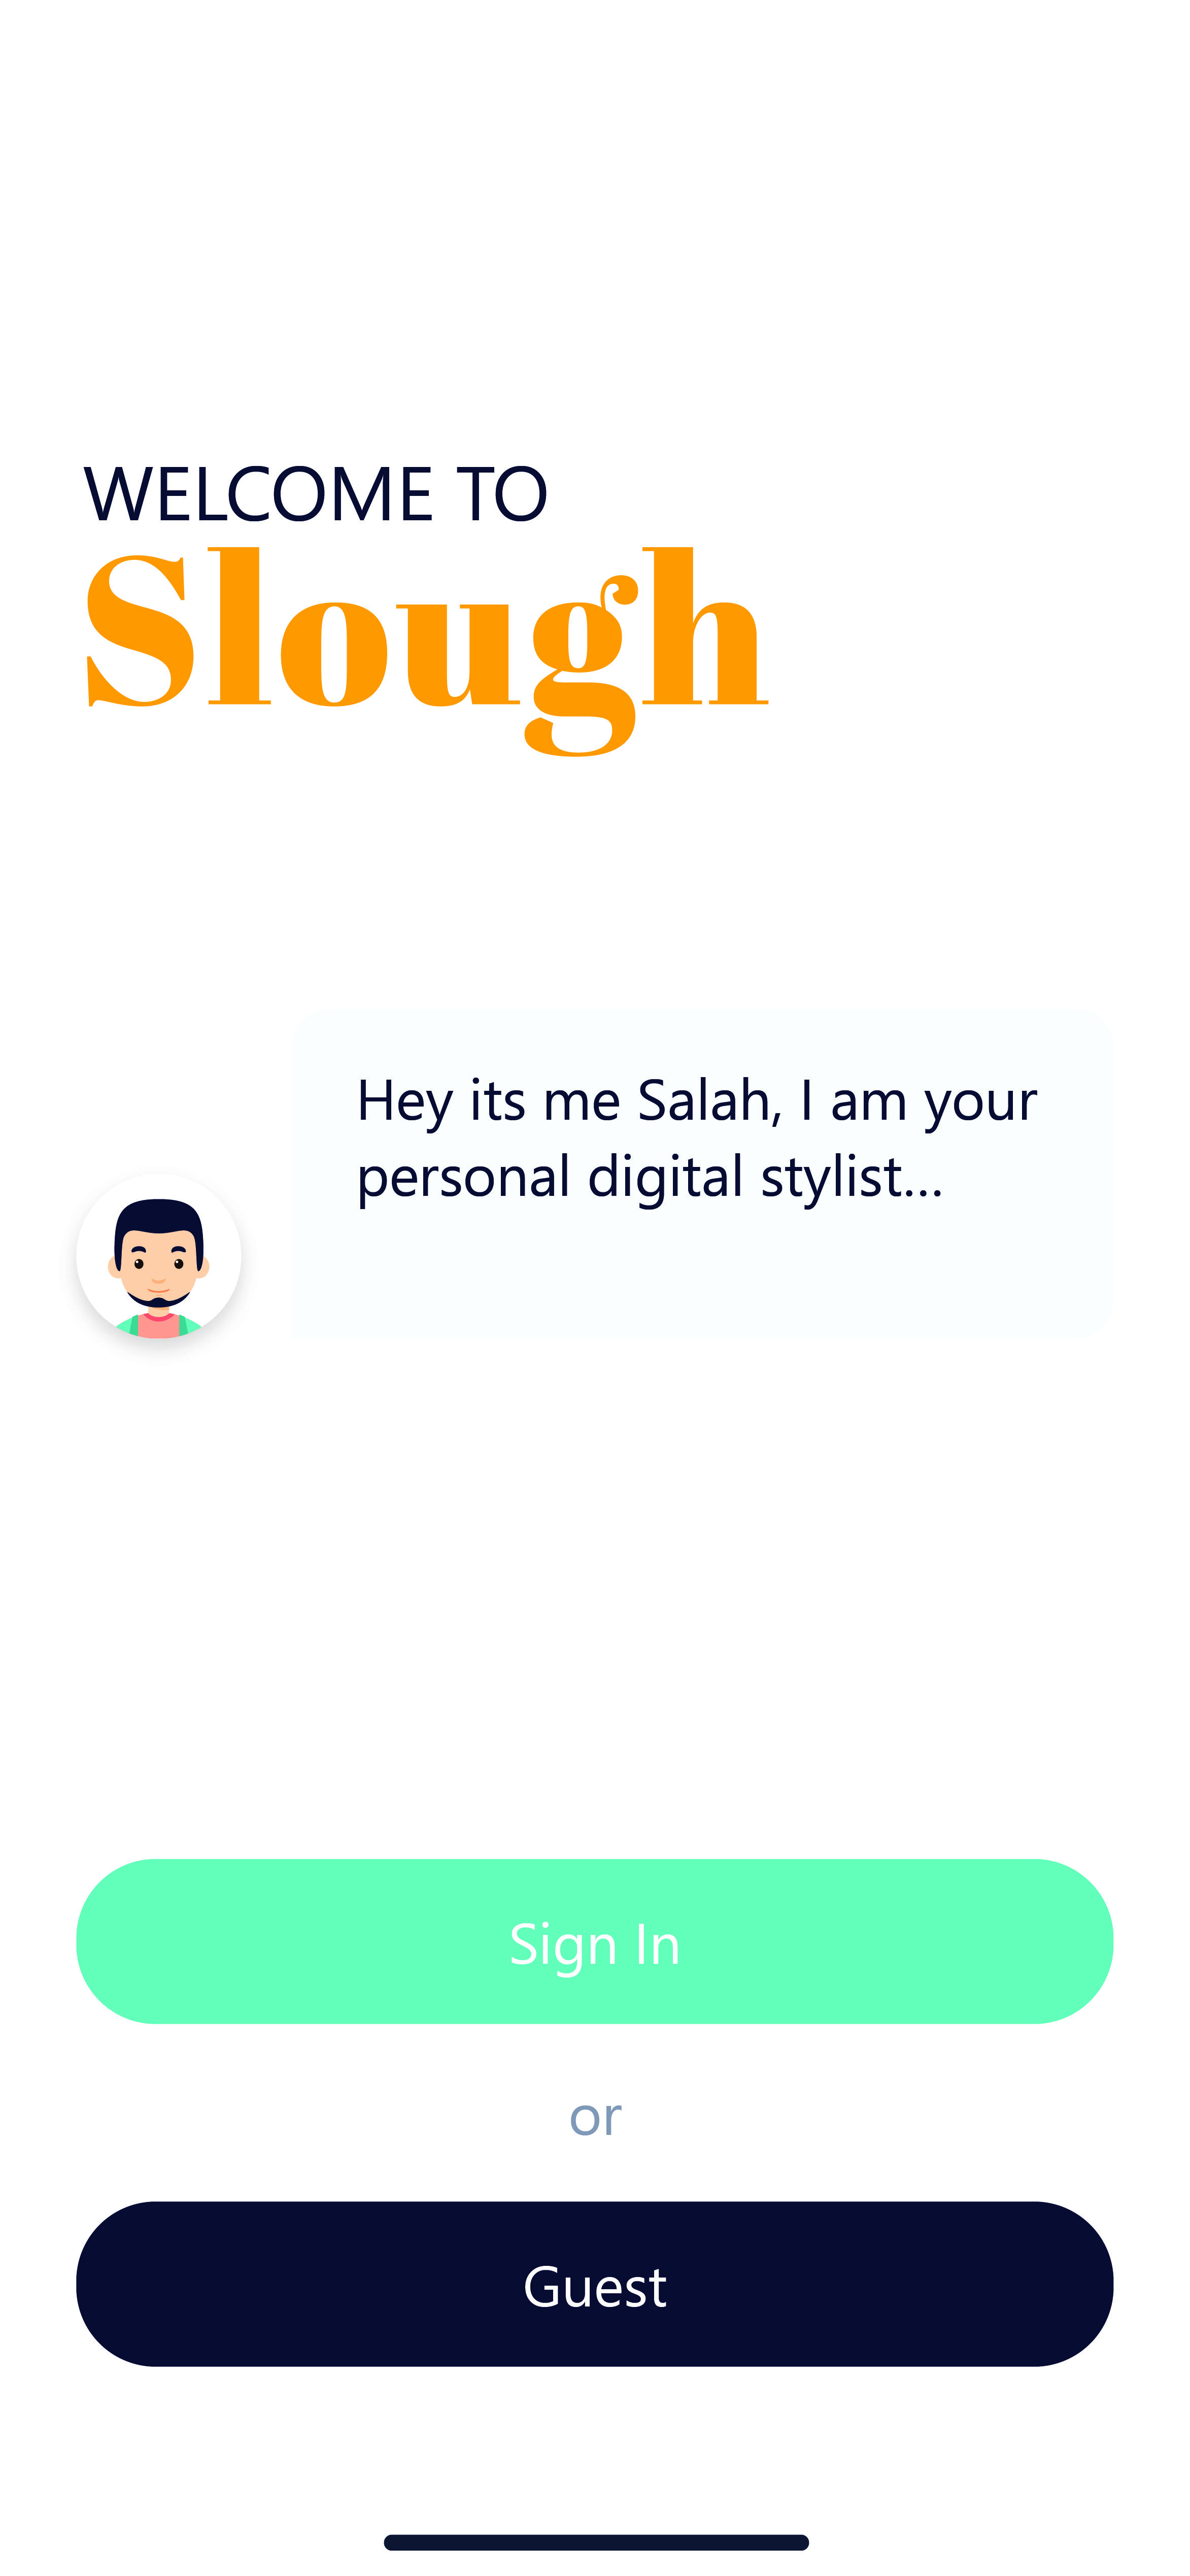 WELCOME TO
Slough
Hey its me Salah, I am your
personal digital stylist...
Sign In
or
Guest